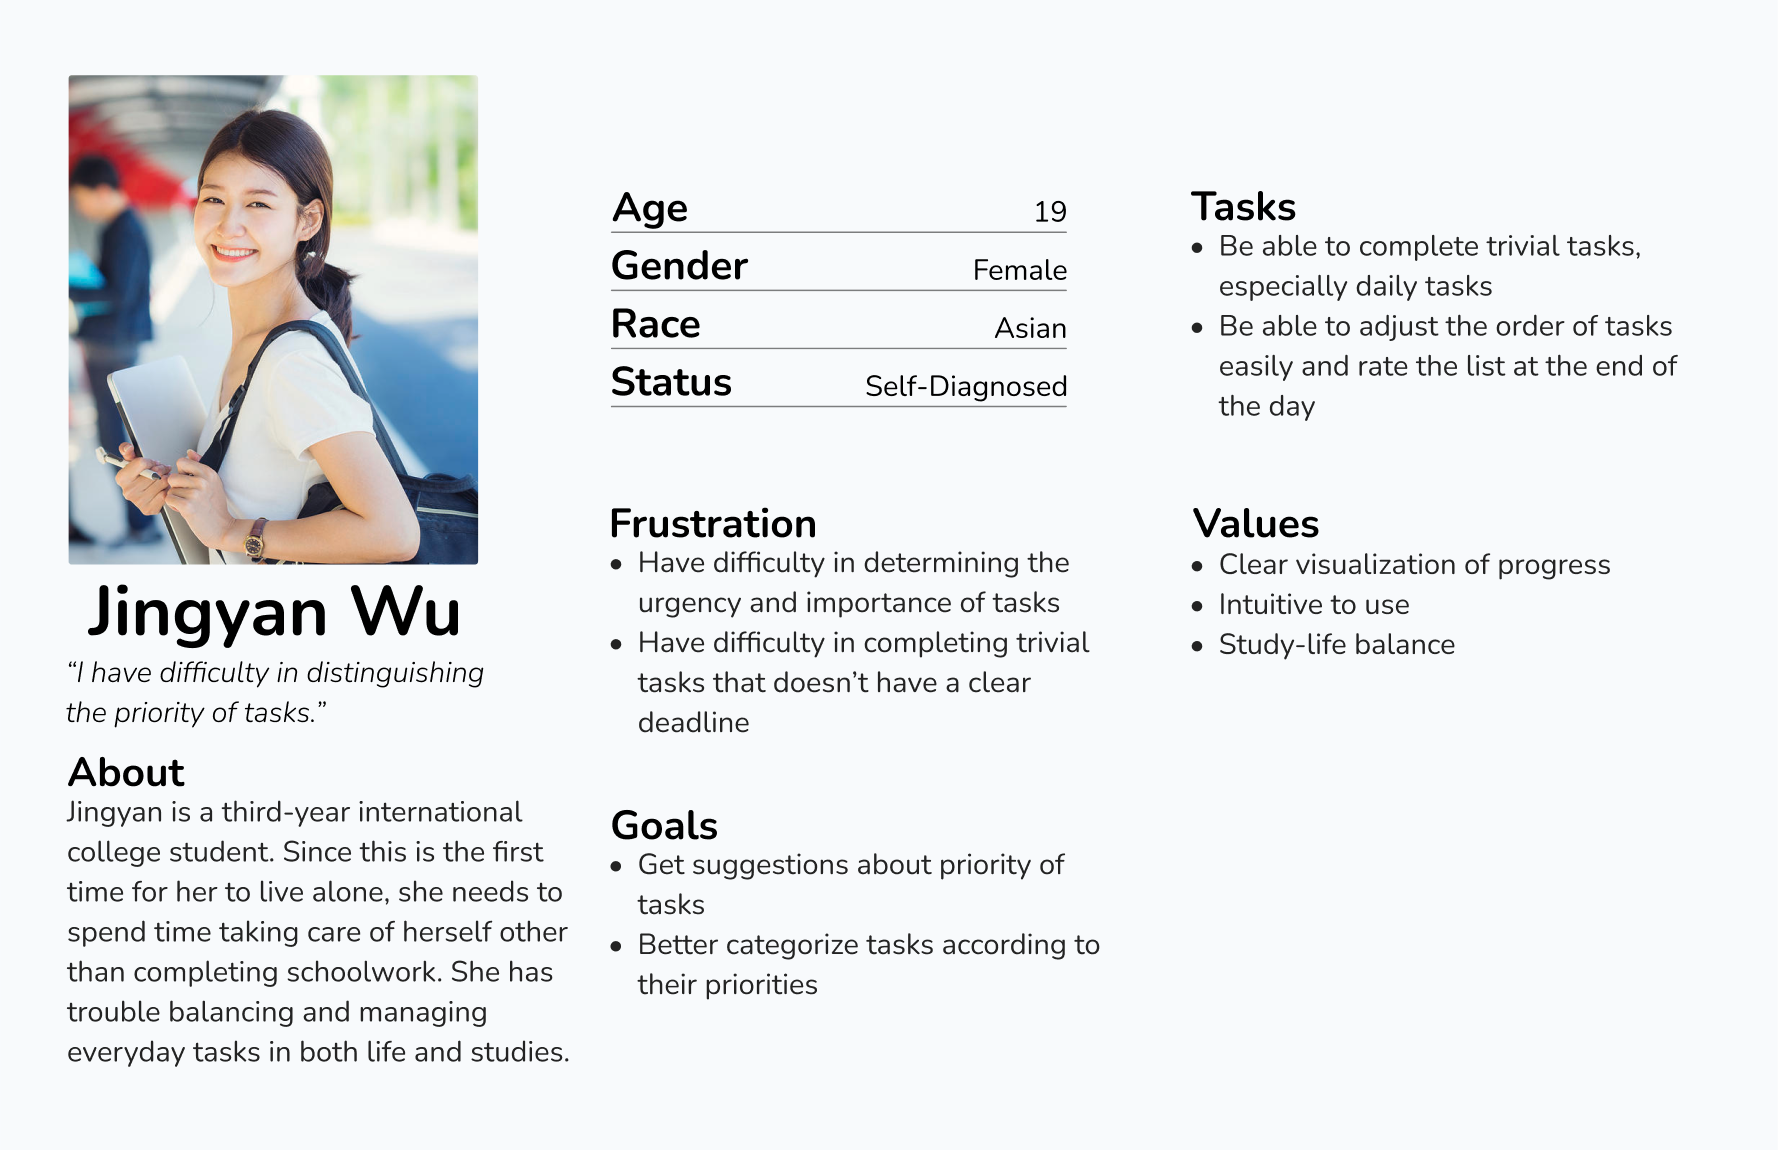 Jingyan Wu
“I have difficulty in distinguishing
the priority of tasks.”
About
Jingyan is a third-year international
college student. Since this is the first
time for her to live alone, she needs to
spend time taking care of herself other
than completing schoolwork. She has
trouble balancing and managing
everyday tasks in both life and studies.
Age 19
Gender Female
Race Asian
Status Self-Diagnosed
Frustration
• Have difficulty in determining the
urgency and importance of tasks
• Have difficulty in completing trivial
tasks that doesn’t have a clear
deadline
Goals
• Get suggestions about priority of
tasks
• Better categorize tasks according to
their priorities
Tasks
• Be able to complete trivial tasks,
especially daily tasks
• Be able to adjust the order of tasks
easily and rate the list at the end of
the day
Values
• Clear visualization of progress
• Intuitive to use
• Study-life balance